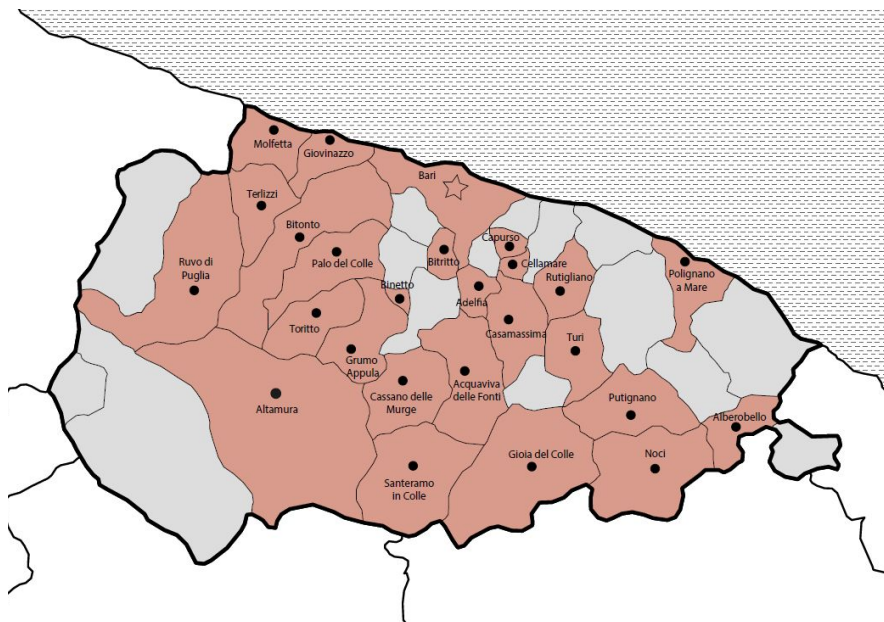 Molfetta
Giovinazzo
Bari
Terlizzi
Bitonto
Capurso
Ruvo di
Puglia
Palo del Colle
Bitritto
Cellamare
Rutigliano
Polignano
a Mare
Binetto
Adelfia
Toritto
Casamassima
Turi
Grumo
Appula
Altamura
Cassano delle
Murge
Acquaviva
delle Fonti
Putignano
Alberobello
Santeramo
in Colle
Gioia del Colle
Noci